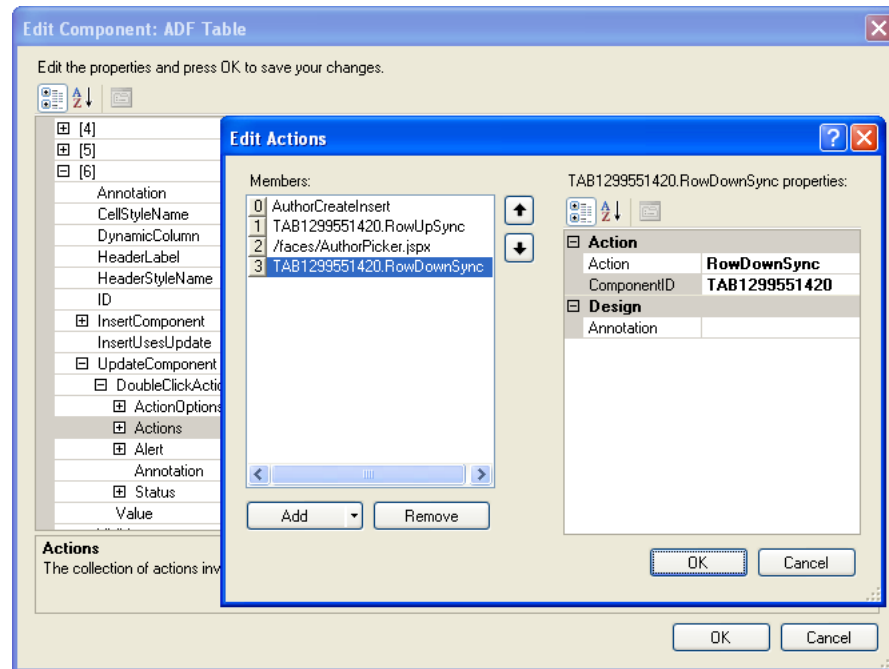 Edit Component: ADF Table
Edit the properties and press OK to save your changes.
[4]
[5]
[6]
Annotation
CellStyleName
DynamicColumn
HeaderLabel
HeaderStyleName
ID
InsertComponent
InsertUsesUpdate
UpdateComponent
DoubleClickActio
ActionOptions
Actions
Alert
Annotation
Status
Value
Actions
The collection of actions inv
Edit Actions
Members:
0 AuthorCreateInsert
1 TAB1299551420.RowUpSync
2 /faces/AuthorPicker.jspx
3 TAB1299551420.RowDownSync
Add
Remove
TAB1299551420.RowDownSync properties:
Action
Action RowDownSync
ComponentID TAB1299551420
Design
Annotation
OK
Cancel
OK
Cancel